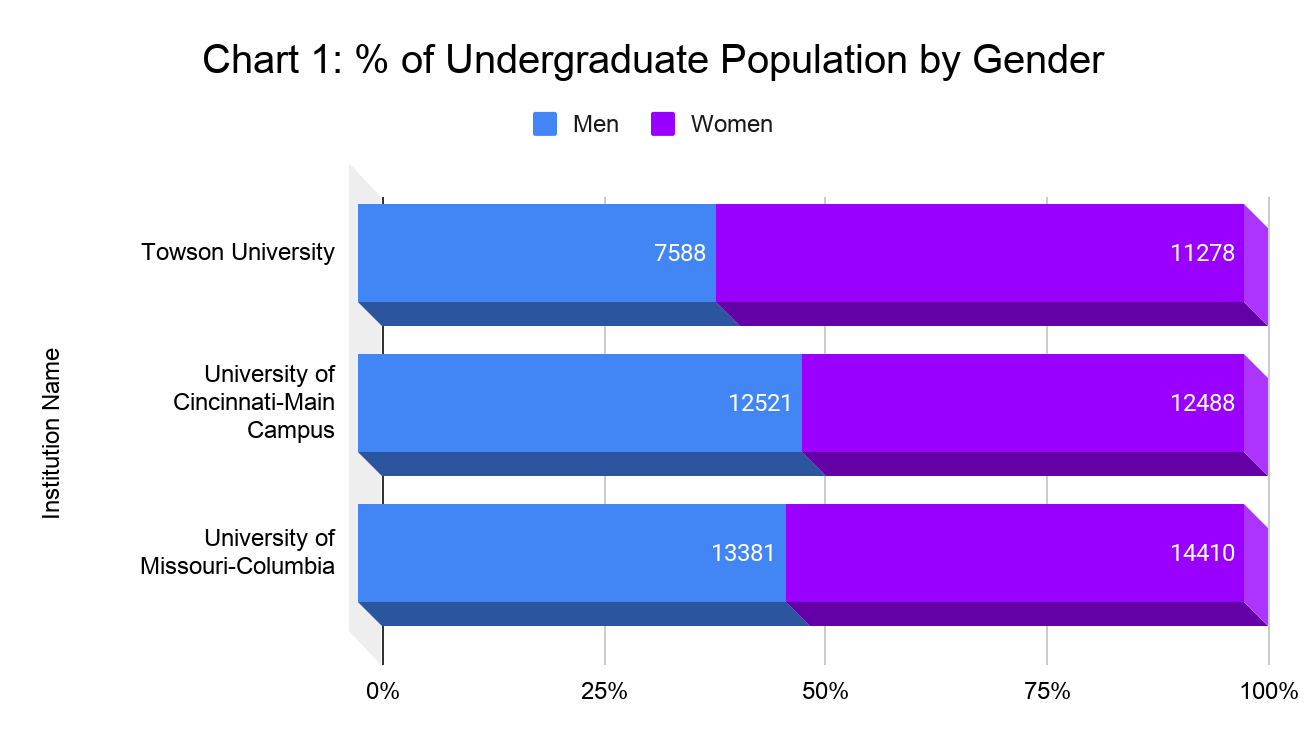 Chart 1: % of Undergraduate Population by Gender
Men
Women
Institution Name
Towson University
7588
11278
University of
Cincinnati-Main
Campus
12521
12488
University of
Missouri-Columbia
13381
14410
0%
25%
50%
75%
100%